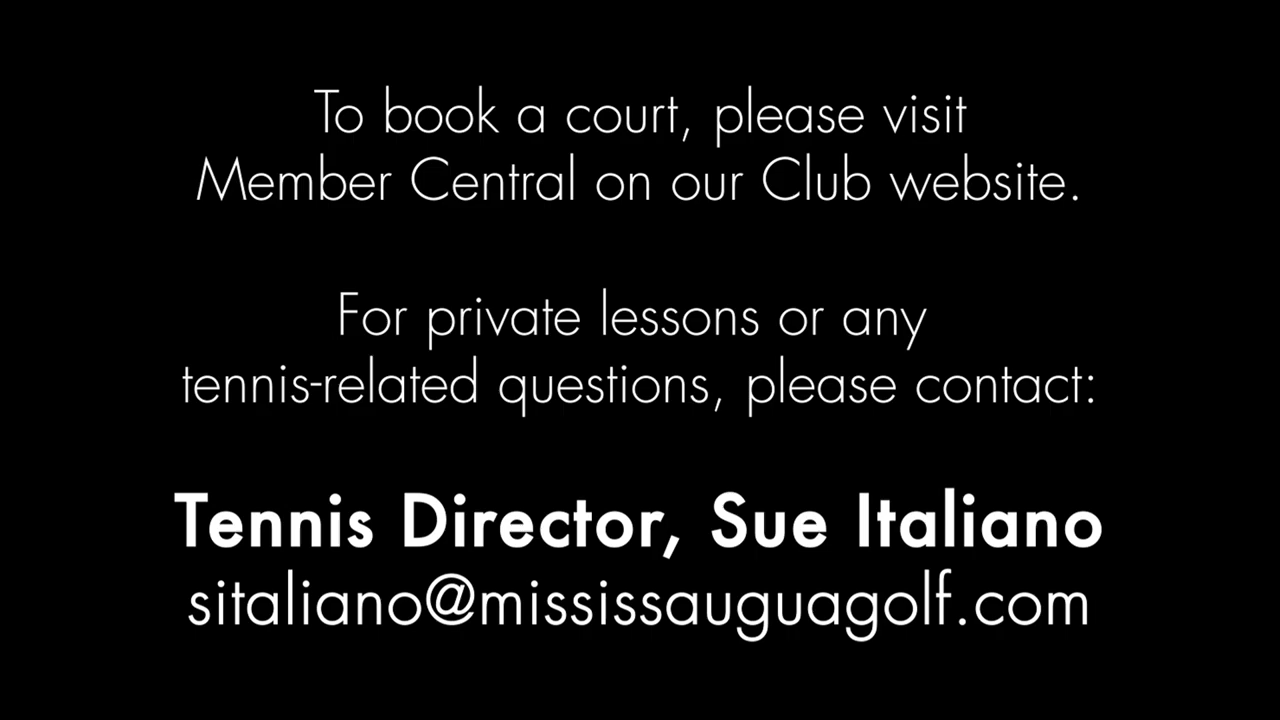 To book a court, please visit
Member Central on our Club website.
For private lessons or any
tennis-related questions, please contact:
Tennis Director, Sue Italiano
sitaliano@mississauguagolf.com